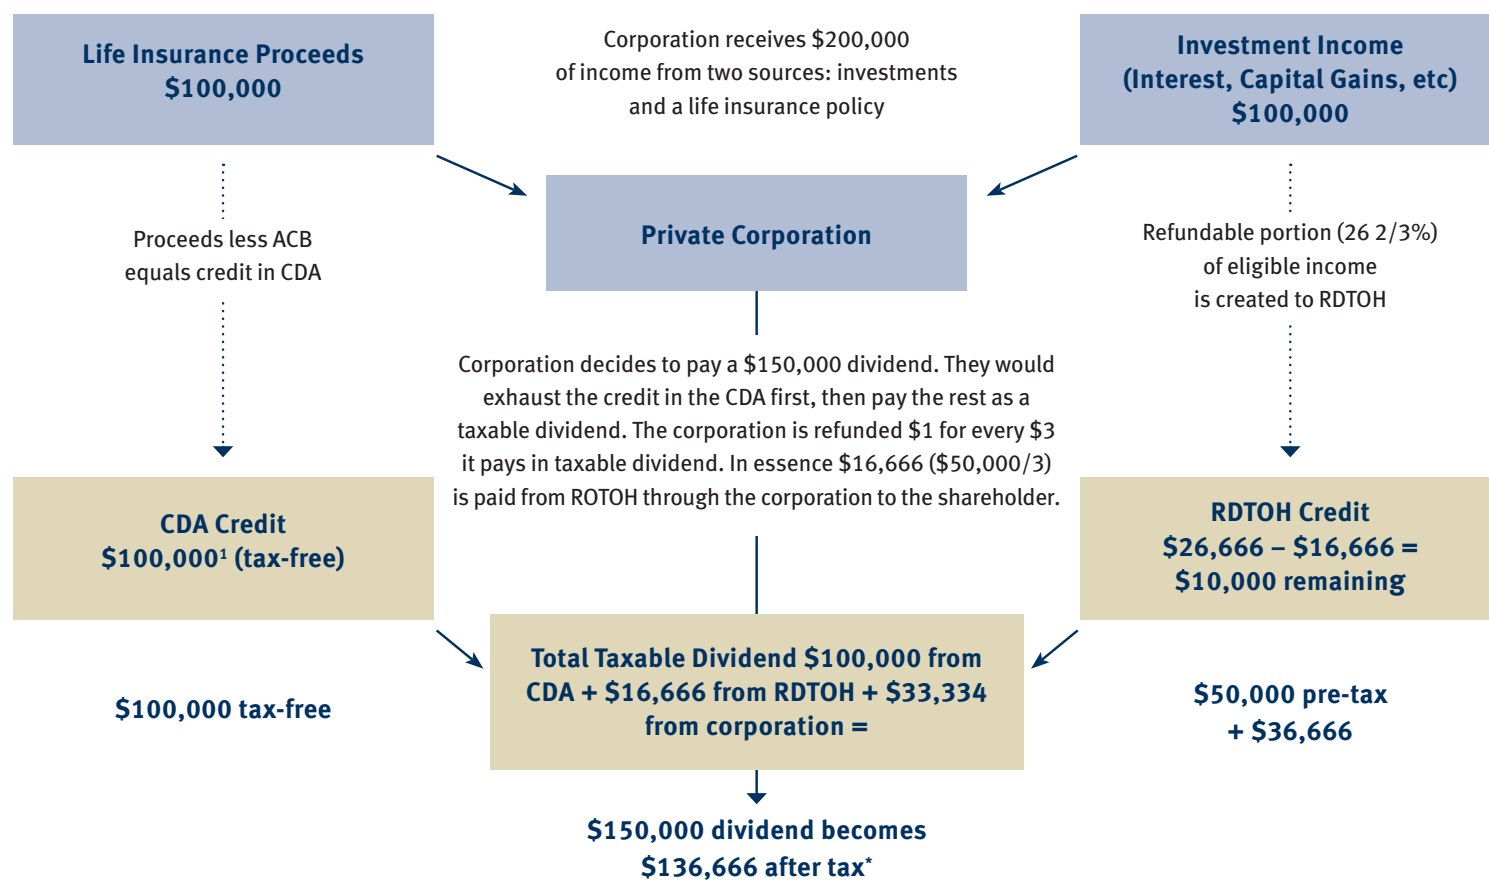 Life Insurance Proceeds
$100,000
Corporation receives $200,000
of income from two sources: investments
and a life insurance policy
Investment Income
(Interest, Capital Gains, etc)
$100,000
Private Corporation
Proceeds less ACB
equals credit in CDA
Refundable portion (26 2/3%)
of eligible income
is created to RDTOH
Corporation decides to pay a $150,000 dividend. They would
exhaust the credit in the CDA first, then pay the rest as a
taxable dividend. The corporation is refunded $1 for every $3
it pays in taxable dividend. In essence $16,666 ($50,000/3)
is paid from ROTOH through the corporation to the shareholder.
CDA Credit
$100,000¹ (tax-free)
RDTOH Credit
$26,666 – $16,666 =
$10,000 remaining
Total Taxable Dividend $100,000 from
CDA + $16,666 from RDTOH + $33,334
from corporation =
$100,000 tax-free
$50,000 pre-tax
+ $36,666
$150,000 dividend becomes
$136,666 after tax*